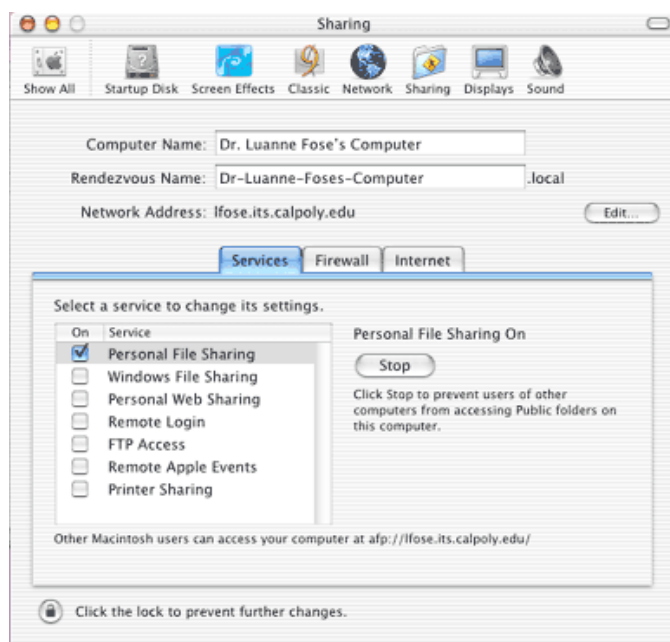 Sharing
Show All Startup Disk Screen Effects Classic Network Sharing Displays Sound
Computer Name: Dr. Luanne Fose's Computer
Rendezvous Name: Dr-Luanne-Foses-Computer .local
Network Address: lfose.its.calpoly.edu Edit...
Services Firewall Internet
Select a service to change its settings.
On Service
Personal File Sharing
Windows File Sharing
Personal Web Sharing
Remote Login
FTP Access
Remote Apple Events
Printer Sharing
Personal File Sharing On
Stop
Click Stop to prevent users of other
computers from accessing Public folders on
this computer.
Other Macintosh users can access your computer at afp://lfose.its.calpoly.edu/
Click the lock to prevent further changes.